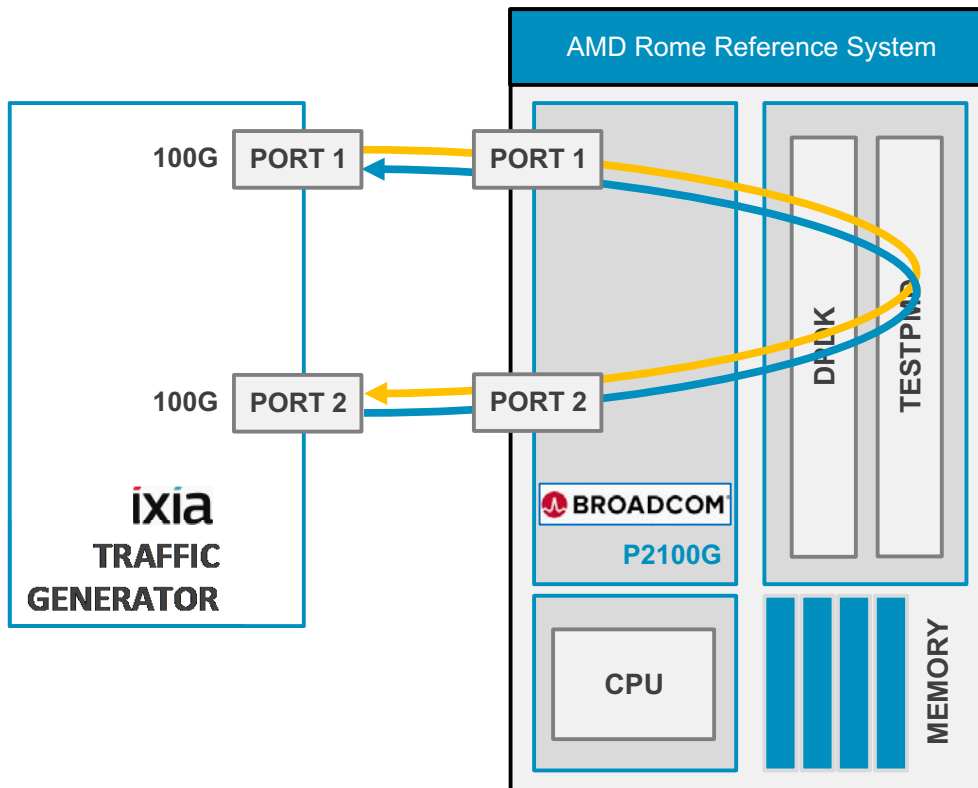 AMD Rome Reference System
100G
PORT 1
PORT 1
100G
PORT 2
PORT 2
DPDK
TESTPMD
ixia
TRAFFIC
GENERATOR
BROADCOM®
P2100G
CPU
MEMORY